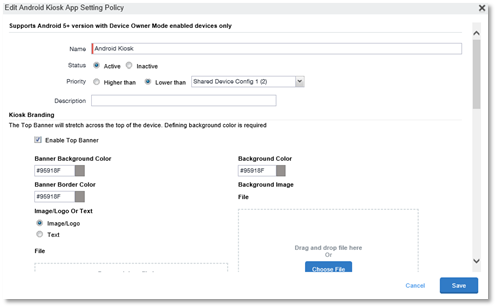 Edit Android Kiosk App Setting Policy
Supports Android 5+ version with Device Owner Mode enabled devices only
Name Android Kiosk
Status Active Inactive
Priority Higher than Lower than Shared Device Config 1 (2)
Description
Kiosk Branding
The Top Banner will stretch across the top of the device. Defining background color is required
Enable Top Banner
Banner Background Color Background Color
#95918F #95918F
Banner Border Color Background Image
#95918F File
Image/Logo Or Text
Image/Logo
Text
File Drag and drop file here
Or
Choose File
Cancel Save